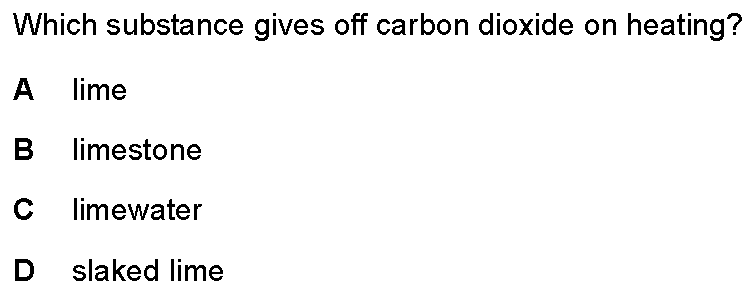 Which substance gives off carbon dioxide on heating?
A lime
B limestone
C limewater
D slaked lime